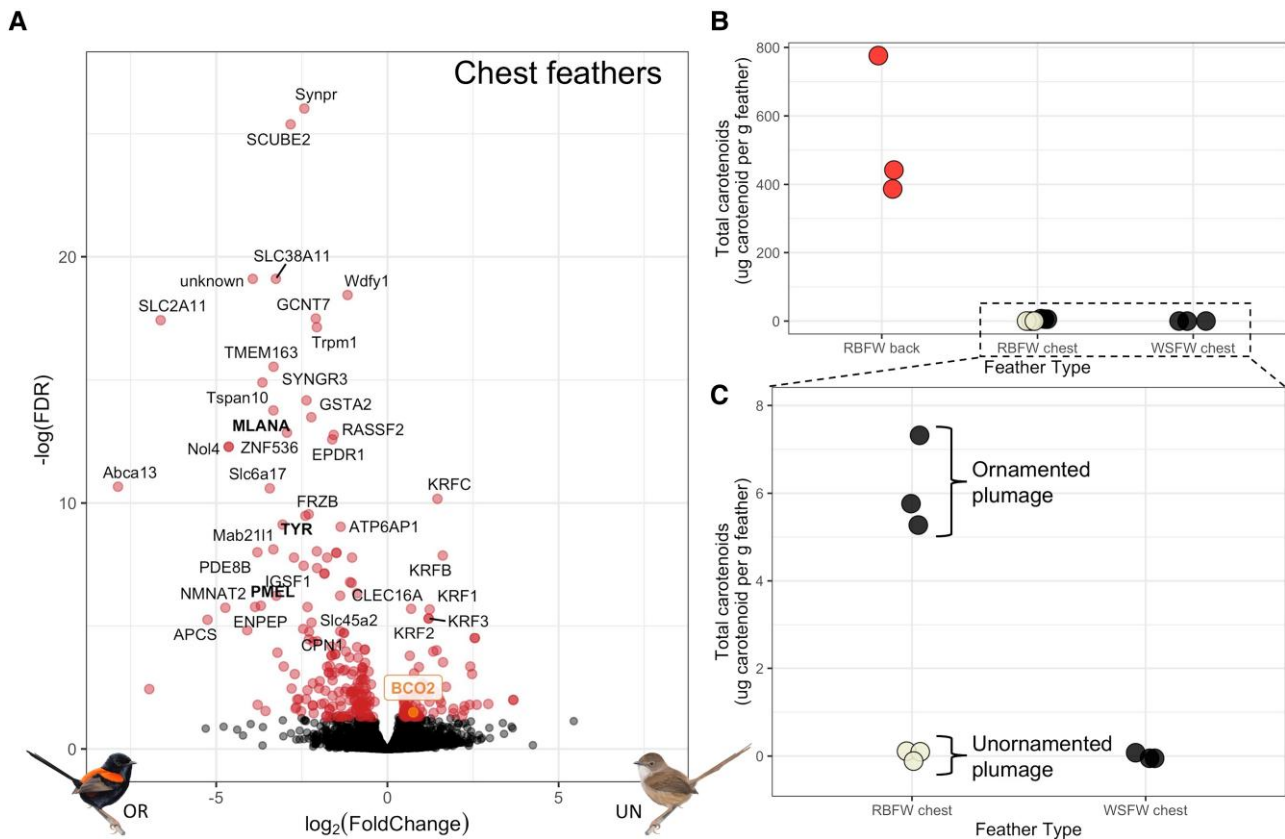 A
Chest feathers
Synpr
SCUBE2
SLC38A11
unknown
Wdfy1
SLC2A11
GCNT7
Trpm1
TMEM163
SYNGR3
Tspan10
GSTA2
MLANA
RASSF2
Nol4
ZNF536
EPDR1
Abca13
Slc6a17
KRFC
FRZB
TYR
ATP6AP1
Mab21l1
KRFB
PDE8B
IGSF1
NMNAT2
PMEL
CLEC16A
KRF1
APCS
ENPEP
Slc45a2
KRF3
KRF2
CPN1
BCO2
20
10
0
-log(FDR)
-5
0
5
OR
UN
log2(FoldChange)
B
800
600
400
200
0
Total carotenoids
(ug carotenoid per g feather)
RBFW back
RBFW chest
WSFW chest
Feather Type
C
8
6
4
2
0
Total carotenoids
(ug carotenoid per g feather)
Ornamented
plumage
Unornamented
plumage
RBFW chest
WSFW chest
Feather Type